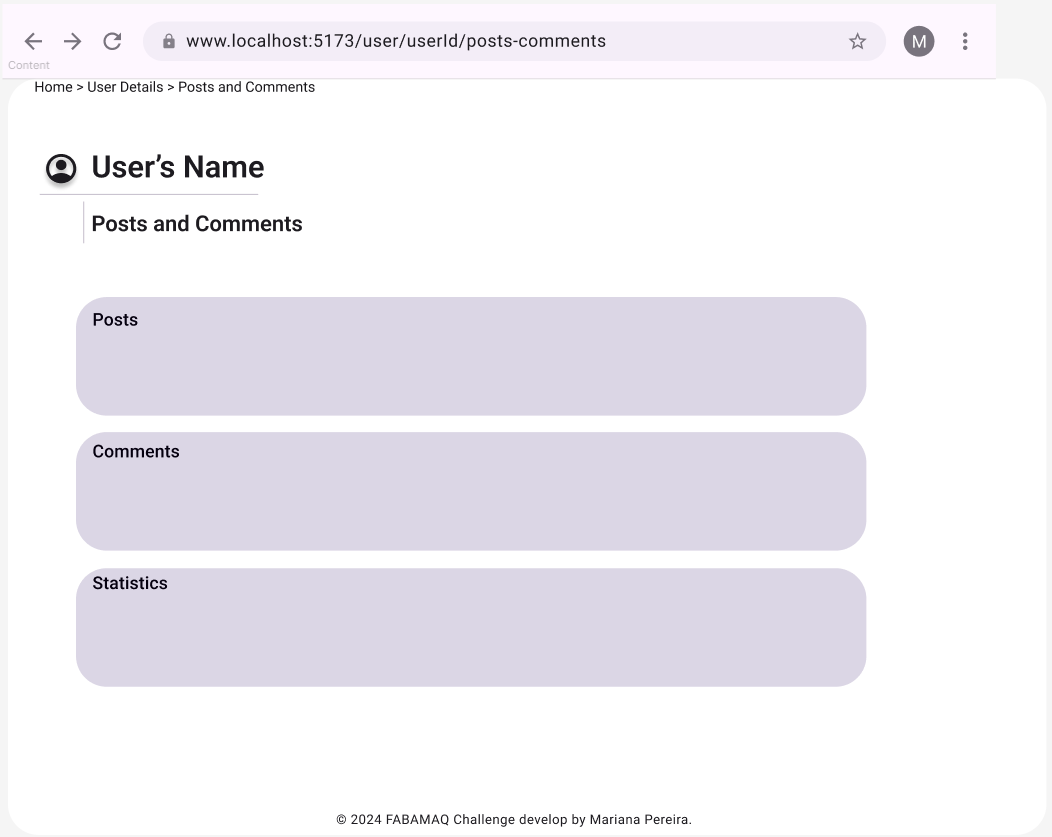 www.localhost:5173/user/userId/posts-comments
M
Content
Home > User Details > Posts and Comments
User’s Name
Posts and Comments
Posts
Comments
Statistics
© 2024 FABAMAQ Challenge develop by Mariana Pereira.